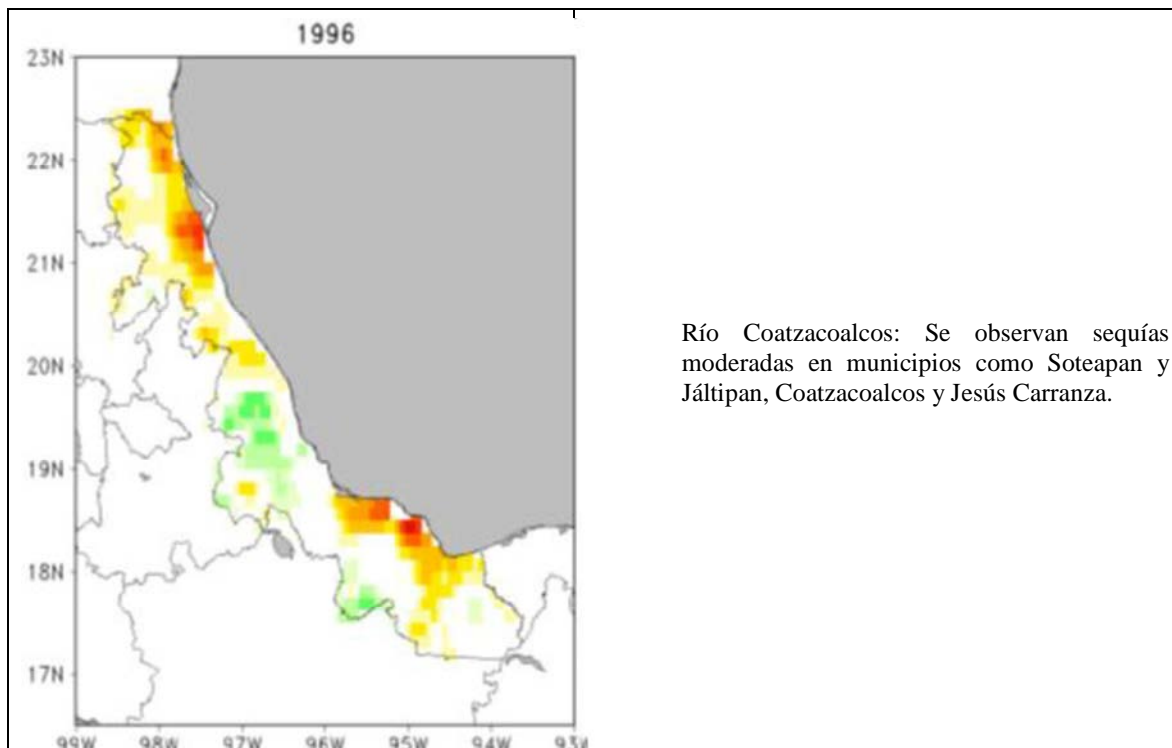 1996
23N
22N
21N
20N
19N
18N
17N
99W 98W 97W 96W 95W 94W 93W
Río Coatzacoalcos: Se observan sequías
moderadas en municipios como Soteapan y
Jáltipan, Coatzacoalcos y Jesús Carranza.